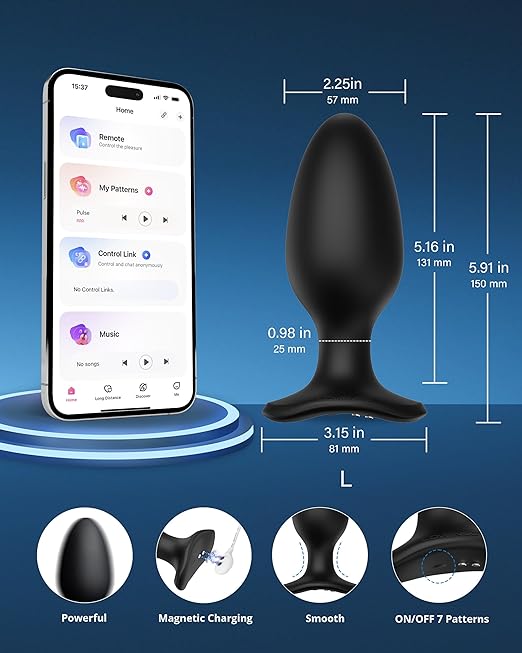 15:37
Home
Remote
Control the pleasure
My Patterns
Pulse
Control Link
Control and chat anonymously
No Control Links.
Music
No songs
Home
Long Distance
Discover
Me
2.25in
57 mm
5.16 in
131 mm
5.91 in
150 mm
0.98 in
25 mm
3.15 in
81 mm
L
Powerful
Magnetic Charging
Smooth
ON/OFF 7 Patterns